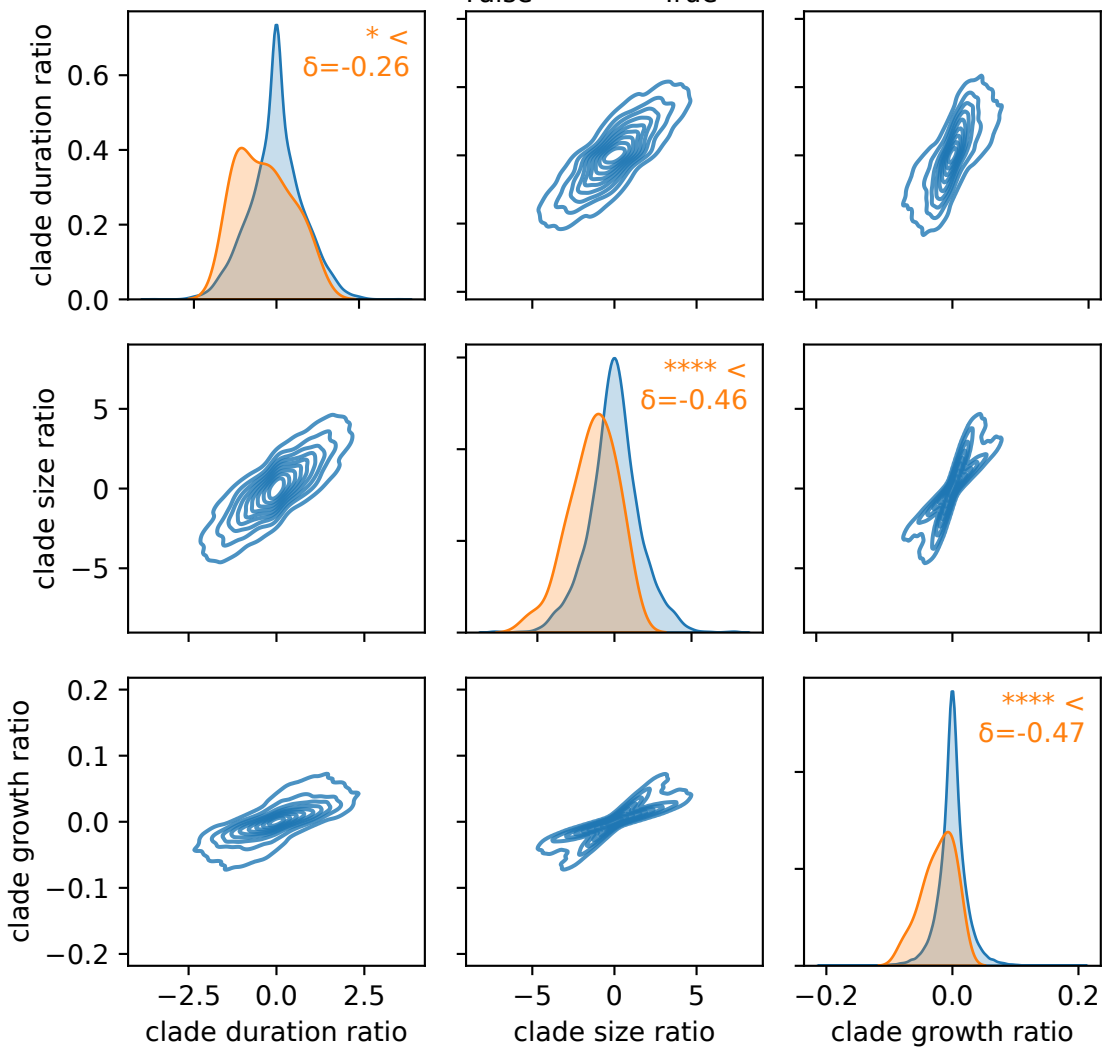 clade duration ratio
0.6
0.4
0.2
0.0
* <
δ=-0.26
clade size ratio
5
0
−5
**** <
δ=-0.46
clade growth ratio
0.2
0.1
0.0
−0.1
−0.2
**** <
δ=-0.47
−2.5 0.0 2.5
clade duration ratio
−5 0 5
clade size ratio
−0.2 0.0 0.2
clade growth ratio